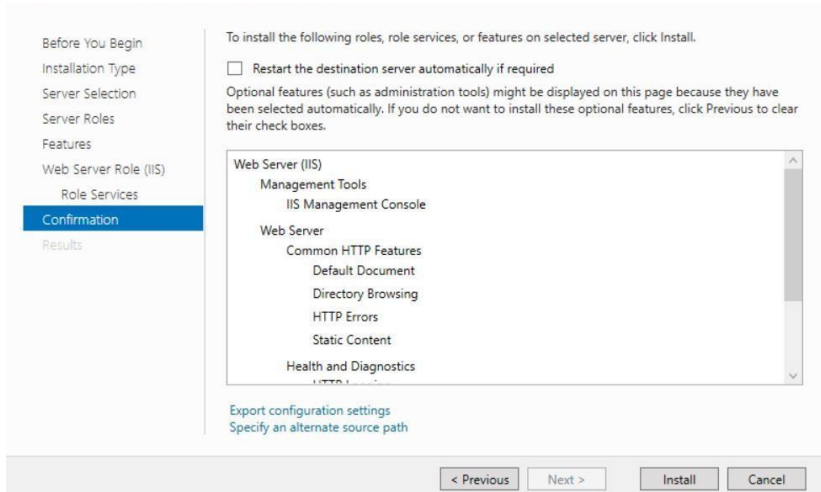 Before You Begin
Installation Type
Server Selection
Server Roles
Features
Web Server Role (IIS)
Role Services
Confirmation
Results
To install the following roles, role services, or features on selected server, click Install.
Restart the destination server automatically if required
Optional features (such as administration tools) might be displayed on this page because they have
been selected automatically. If you do not want to install these optional features, click Previous to clear
their check boxes.
Web Server (IIS)
Management Tools
IIS Management Console
Web Server
Common HTTP Features
Default Document
Directory Browsing
HTTP Errors
Static Content
Health and Diagnostics
Export configuration settings
Specify an alternate source path
< Previous
Next >
Install
Cancel